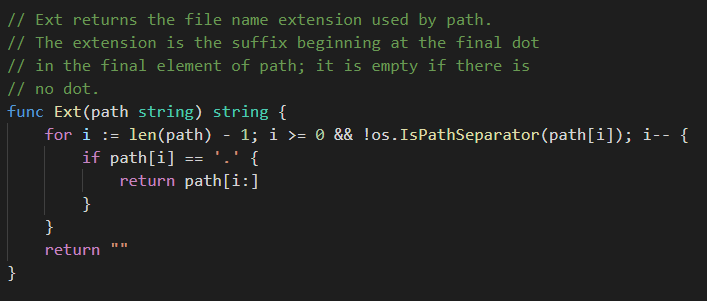 // Ext returns the file name extension used by path.
// The extension is the suffix beginning at the final dot
// in the final element of path; it is empty if there is
// no dot.
func Ext(path string) string {
    for i := len(path) - 1; i >= 0 && !os.IsPathSeparator(path[i]); i-- {
        if path[i] == '.' {
            return path[i:]
        }
    }
    return ""
}